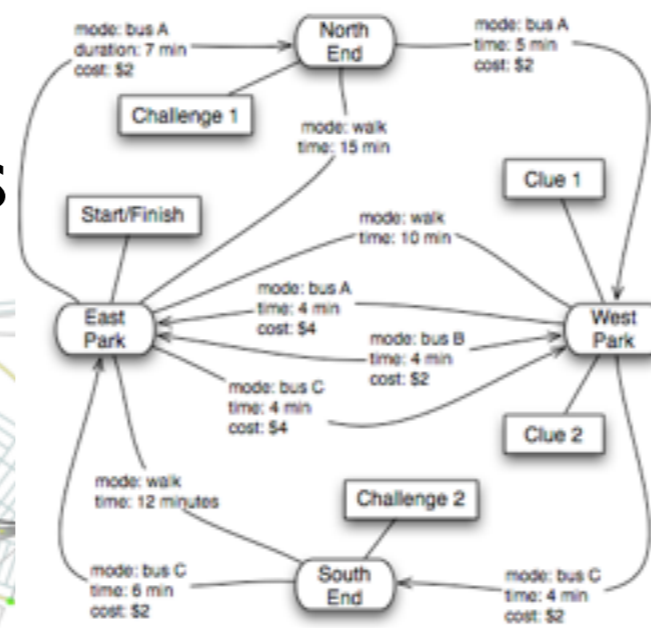 mode: bus A
duration: 7 min
cost: $2
North
End
mode: bus A
time: 5 min
cost: $2
Challenge 1
mode: walk
time: 15 min
Clue 1
s
Start/Finish
mode: walk
time: 10 min
mode: bus A
time: 4 min
cost: $4
East
Park
West
Park
mode: bus B
time: 4 min
cost: $2
mode: bus C
time: 4 min
cost: $4
Clue 2
mode: walk
time: 12 minutes
Challenge 2
mode: bus C
time: 6 min
cost: $2
South
End
mode: bus C
time: 4 min
cost: $2